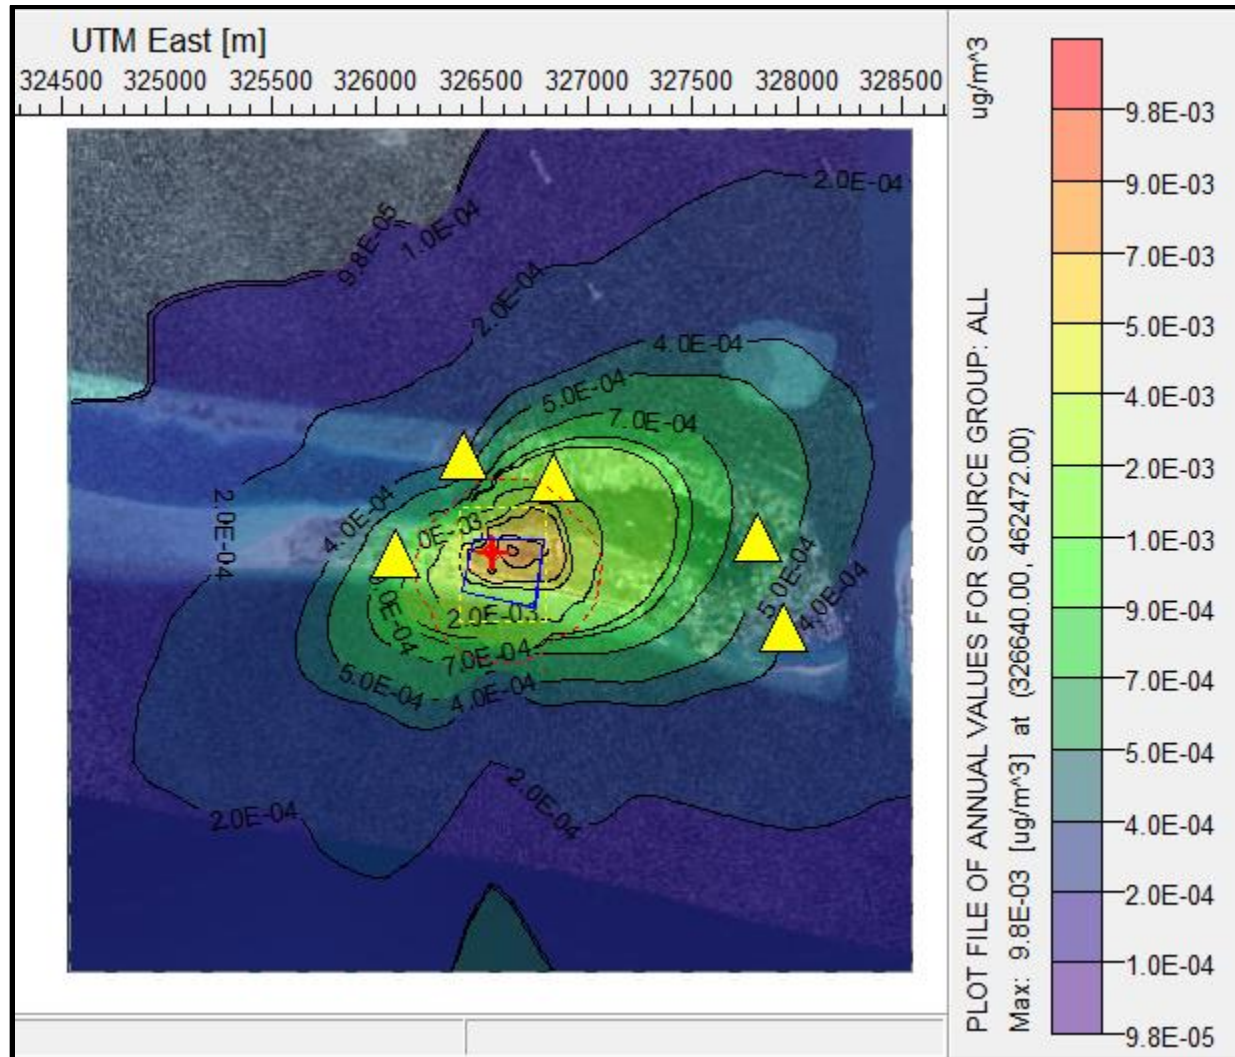 UTM East [m]
324500 325000 325500 326000 326500 327000 327500 328000 328500
2.0E-04
9.8E-05
1.0E-04
2.0E-04
4.0E-04
5.0E-04
7.0E-04
2.0E-04
4.0E-04
0E-03
5.0E-04
4.0E-04
.0E-04
2.0E-03
7.0E-04
5.0E-04
4.0E-04
2.0E-04
2.0E-04
PLOT FILE OF ANNUAL VALUES FOR SOURCE GROUP: ALL
ug/m^3
Max: 9.8E-03 [ug/m^3] at (326640.00, 462472.00)
9.8E-03
9.0E-03
7.0E-03
5.0E-03
4.0E-03
2.0E-03
1.0E-03
9.0E-04
7.0E-04
5.0E-04
4.0E-04
2.0E-04
1.0E-04
9.8E-05